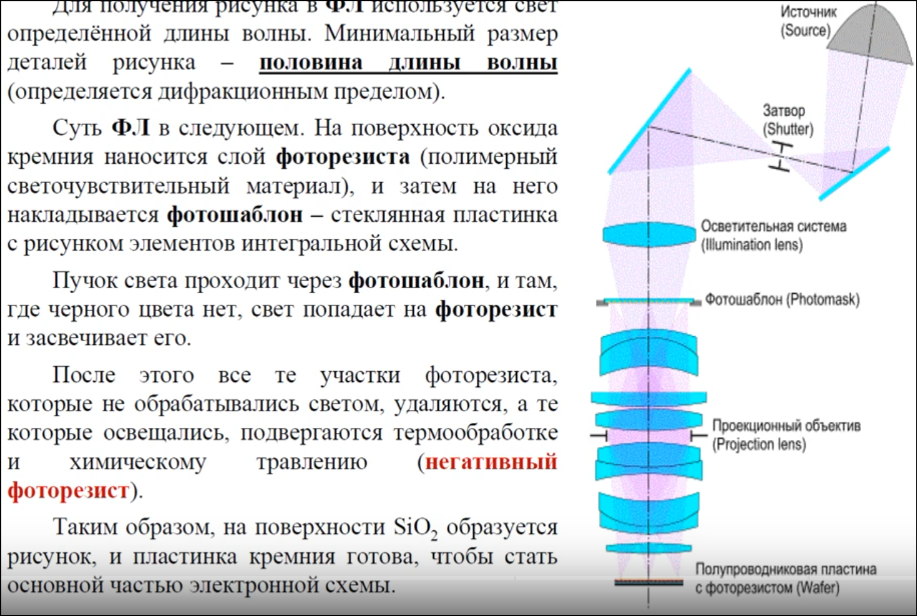 Для получения рисунка в ФЛ используется свет
определённой длины волны. Минимальный размер
деталей рисунка – половина длины волны
(определяется дифракционным пределом).
Суть ФЛ в следующем. На поверхность оксида
кремния наносится слой фоторезиста (полимерный
светочувствительный материал), и затем на него
накладывается фотошаблон – стеклянная пластинка
с рисунком элементов интегральной схемы.
Пучок света проходит через фотошаблон, и там,
где черного цвета нет, свет попадает на фоторезист
и засвечивает его.
После этого все те участки фоторезиста,
которые не обрабатывались светом, удаляются, а те
которые освещались, подвергаются термообработке
и химическому травлению (негативный
фоторезист).
Таким образом, на поверхности SiO2 образуется
рисунок, и пластинка кремния готова, чтобы стать
основной частью электронной схемы.
Источник
(Source)
Затвор
(Shutter)
Осветительная система
(Illumination lens)
Фотошаблон (Photomask)
Проекционный объектив
(Projection lens)
Полупроводниковая пластина
с фоторезистом (Wafer)